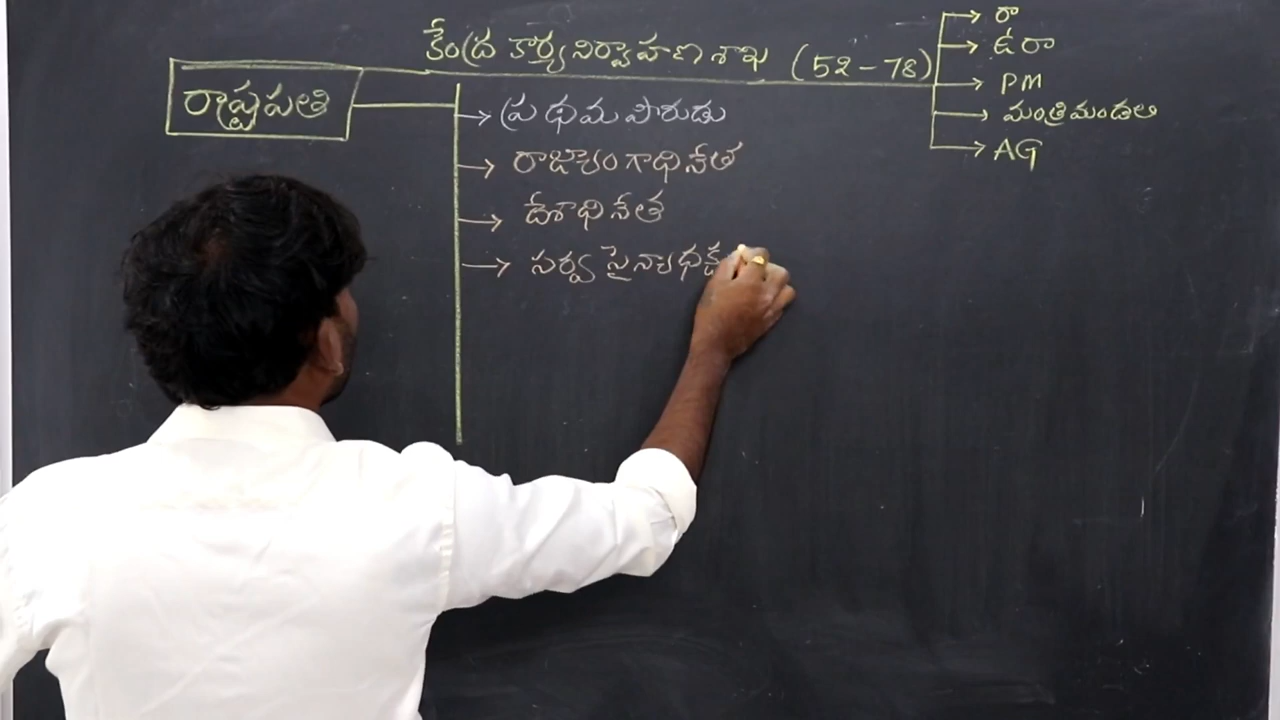 కేంద్ర కార్యనిర్వాహణ శాఖ (52-78)
రా
ఉ.రా
PM
మంత్రిమండలి
AG
రాష్ట్రపతి
ప్రథమ పౌరుడు
రాజ్యాంగాధినేత
దేశాధినేత
సర్వ సైన్యాధ్యక్ష